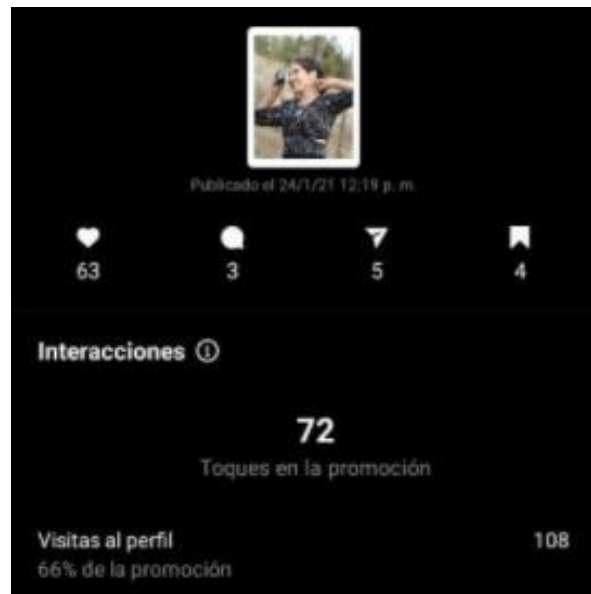 Publicado el 24/1/21 12:19 p. m.
63 3 5 4
Interacciones
72
Toques en la promoción
Visitas al perfil 108
66% de la promoción